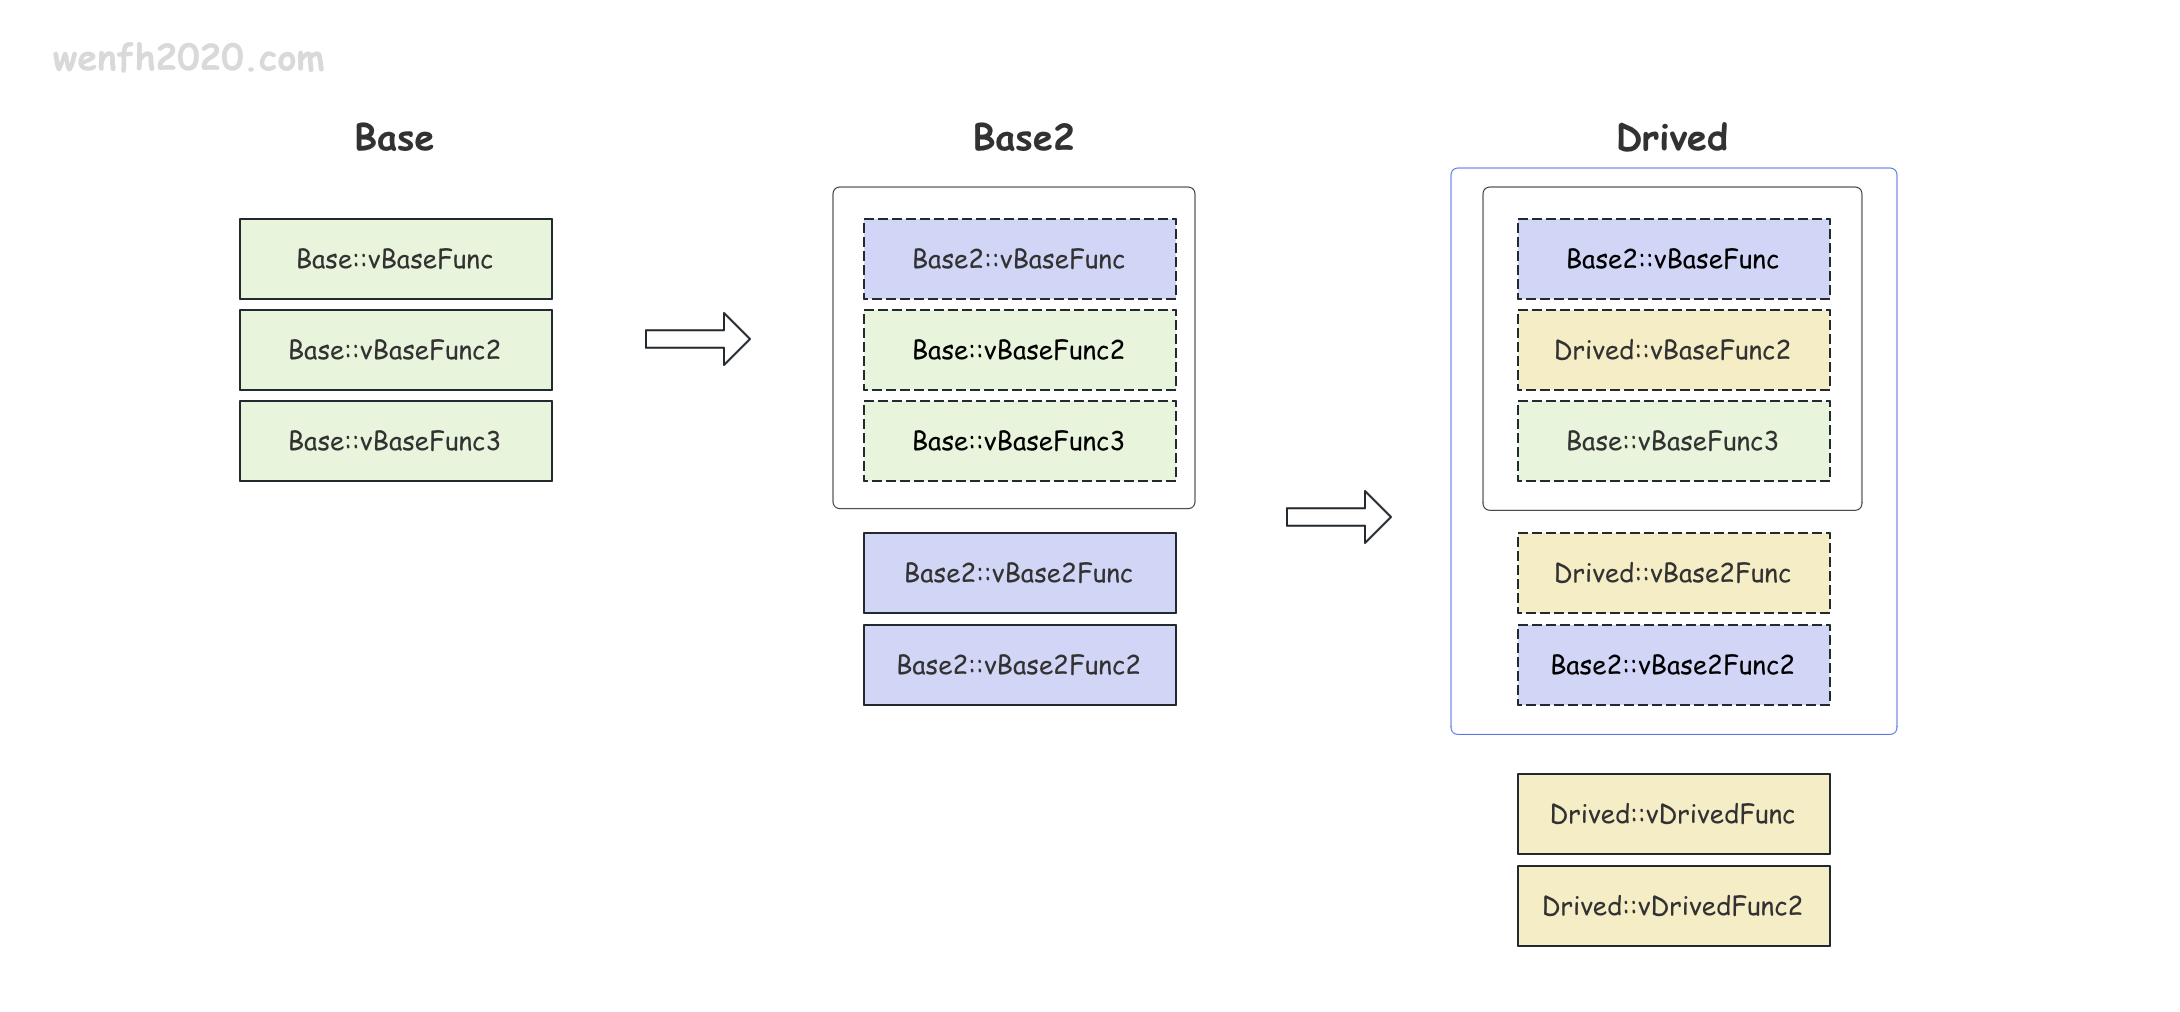 wenfh2020.com
Base
Base::vBaseFunc
Base::vBaseFunc2
Base::vBaseFunc3
Base2
Base2::vBaseFunc
Base::vBaseFunc2
Base::vBaseFunc3
Base2::vBase2Func
Base2::vBase2Func2
Drived
Base2::vBaseFunc
Drived::vBaseFunc2
Base::vBaseFunc3
Drived::vBase2Func
Base2::vBase2Func2
Drived::vDrivedFunc
Drived::vDrivedFunc2